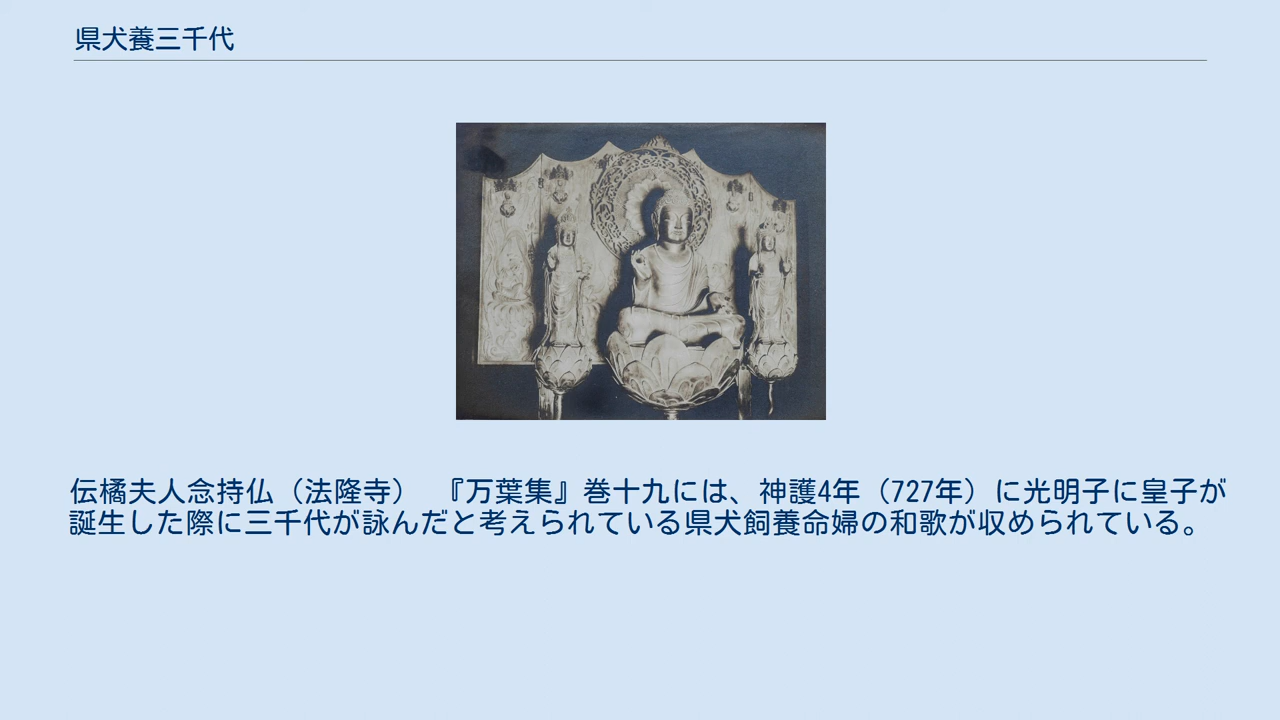 県犬養三千代
伝橘夫人念持仏（法隆寺）　『万葉集』巻十九には、神護4年（727年）に光明子に皇子が
誕生した際に三千代が詠んだと考えられている県犬飼養命婦の和歌が収められている。